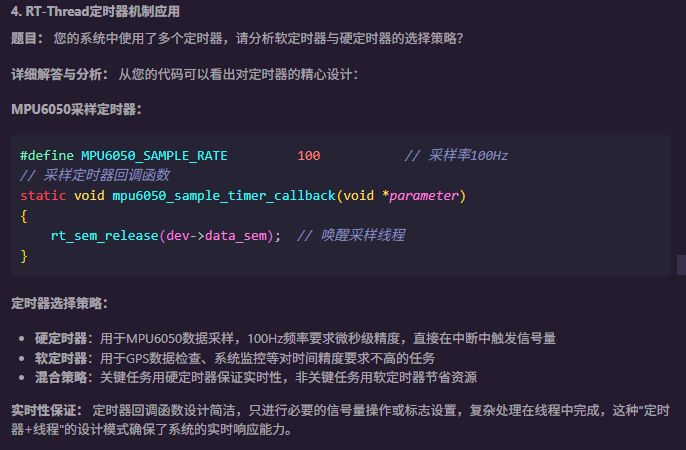 4. RT-Thread定时器机制应用
题目： 您的系统中使用了多个定时器，请分析软定时器与硬定时器的选择策略？
详细解答与分析： 从您的代码可以看出对定时器的精心设计：
MPU6050采样定时器：
#define MPU6050_SAMPLE_RATE 100 // 采样率100Hz
// 采样定时器回调函数
static void mpu6050_sample_timer_callback(void *parameter)
{
rt_sem_release(dev->data_sem); // 唤醒采样线程
}
定时器选择策略：
• 硬定时器：用于MPU6050数据采样，100Hz频率要求微秒级精度，直接在中断中触发信号量
• 软定时器：用于GPS数据检查、系统监控等对时间精度要求不高的任务
• 混合策略：关键任务用硬定时器保证实时性，非关键任务用软定时器节省资源
实时性保证： 定时器回调函数设计简洁，只进行必要的信号量操作或标志设置，复杂处理在线程中完成，这种"定时
器+线程"的设计模式确保了系统的实时响应能力。